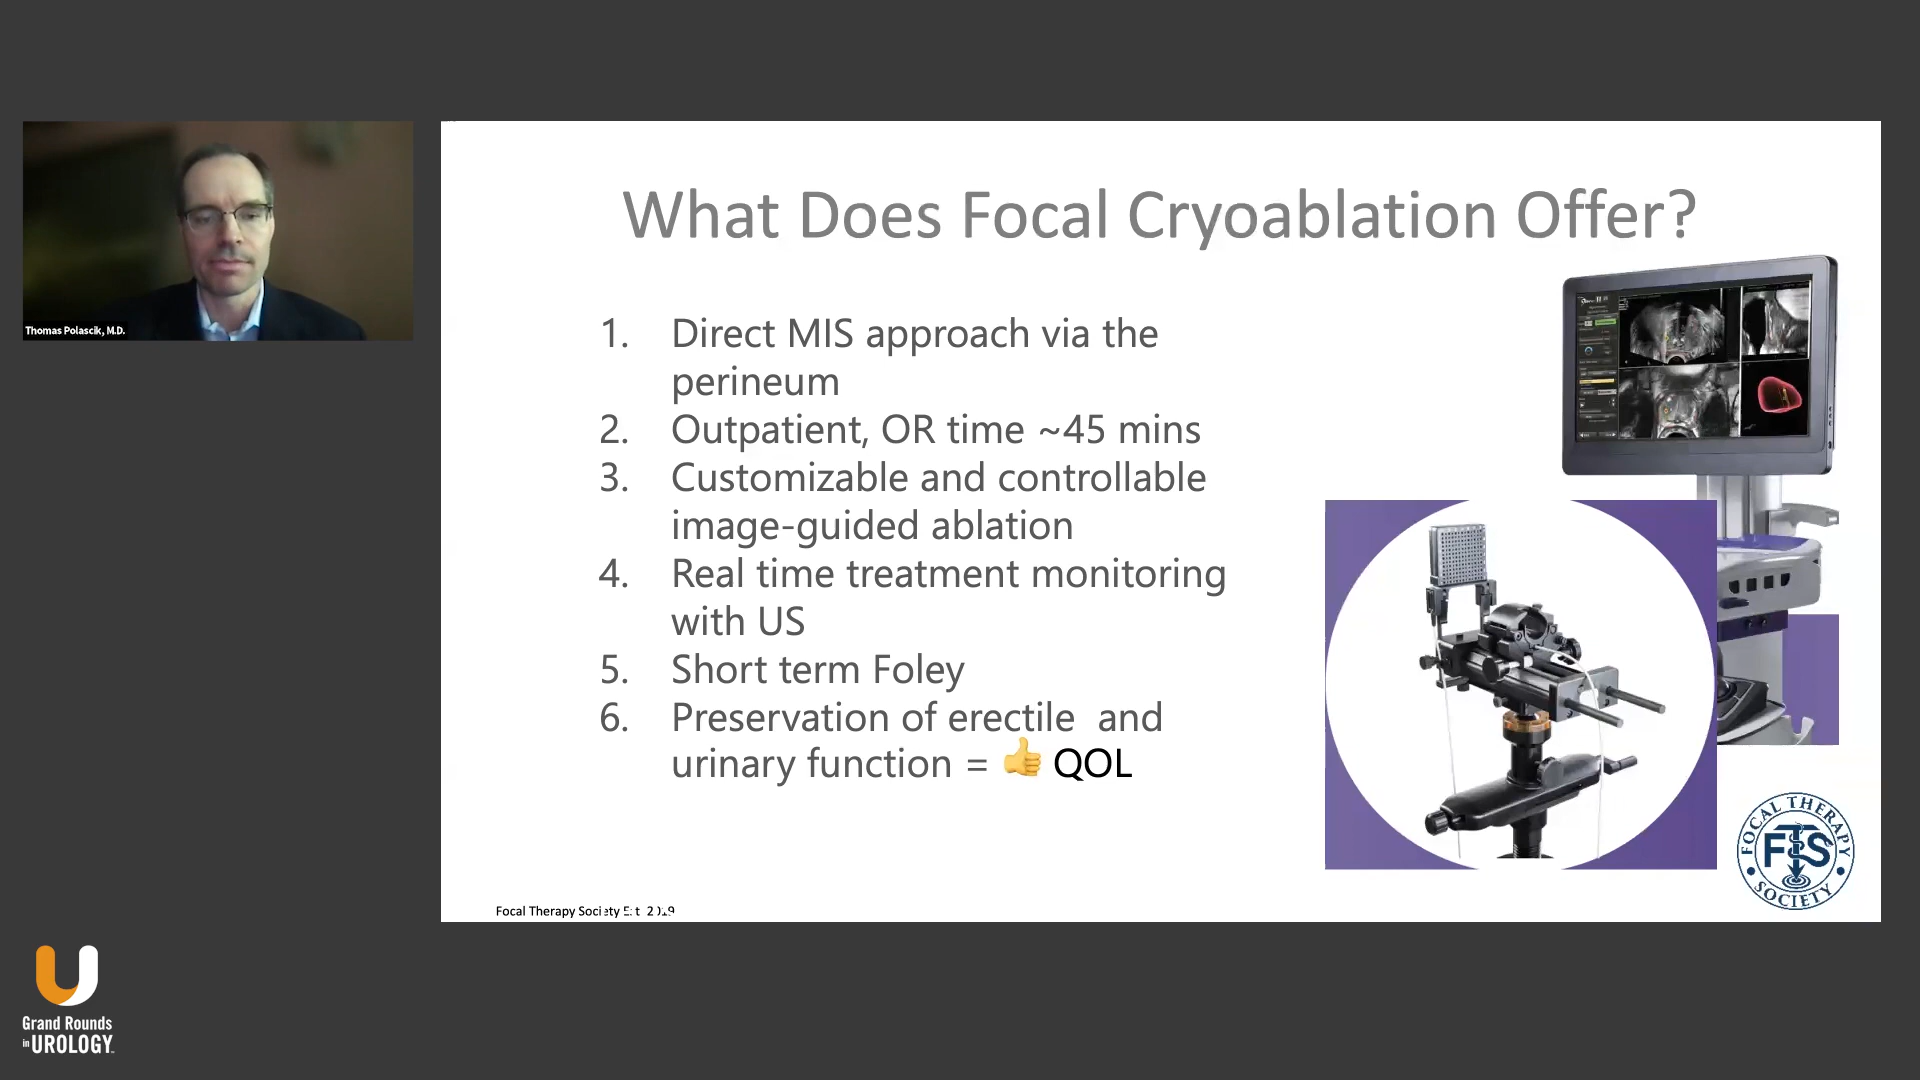 Thomas Polascik, M.D.
What Does Focal Cryoablation Offer?
1. Direct MIS approach via the
perineum
2. Outpatient, OR time ~45 mins
3. Customizable and controllable
image-guided ablation
4. Real time treatment monitoring
with US
5. Short term Foley
6. Preservation of erectile and
urinary function = 👍 QOL
FOCAL THERAPY
FTS
SOCIETY
Focal Therapy Society
Grand Rounds
in UROLOGY